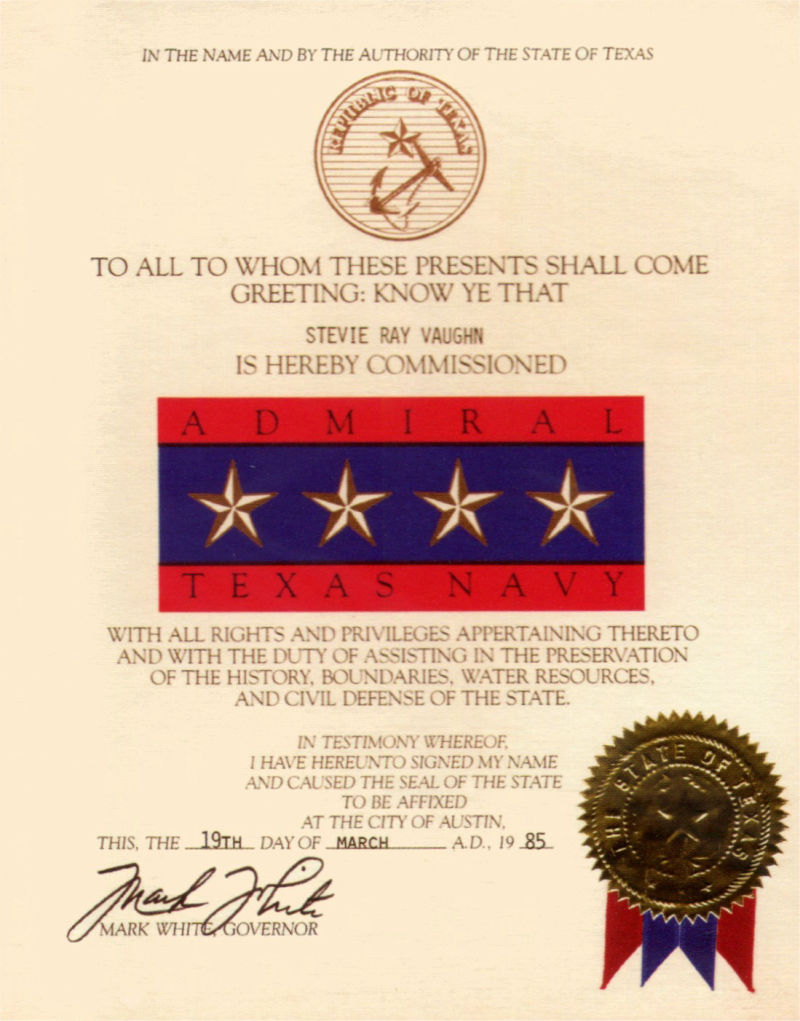 IN THE NAME AND BY THE AUTHORITY OF THE STATE OF TEXAS
REPUBLIC OF TEXAS
TO ALL TO WHOM THESE PRESENTS SHALL COME
GREETING: KNOW YE THAT
STEVIE RAY VAUGHN
IS HEREBY COMMISSIONED
ADMIRAL
TEXAS NAVY
WITH ALL RIGHTS AND PRIVILEGES APPERTAINING THERETO
AND WITH THE DUTY OF ASSISTING IN THE PRESERVATION
OF THE HISTORY, BOUNDARIES, WATER RESOURCES,
AND CIVIL DEFENSE OF THE STATE.
IN TESTIMONY WHEREOF,
I HAVE HEREUNTO SIGNED MY NAME
AND CAUSED THE SEAL OF THE STATE
TO BE AFFIXED
AT THE CITY OF AUSTIN,
THIS, THE 19TH DAY OF MARCH A.D., 19 85
Mark White
MARK WHITE, GOVERNOR
THE STATE OF TEXAS